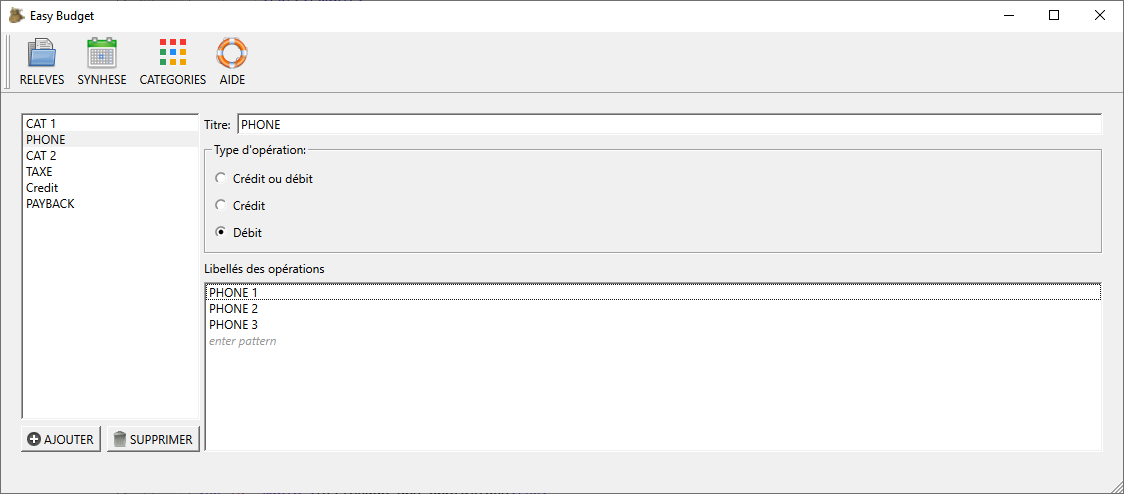 Easy Budget
RELEVES SYNHESE CATEGORIES AIDE
CAT 1
PHONE
CAT 2
TAXE
Credit
PAYBACK
AJOUTER SUPPRIMER
Titre: PHONE
Type d'opération:
Crédit ou débit
Crédit
Débit
Libellés des opérations
PHONE 1
PHONE 2
PHONE 3
enter pattern